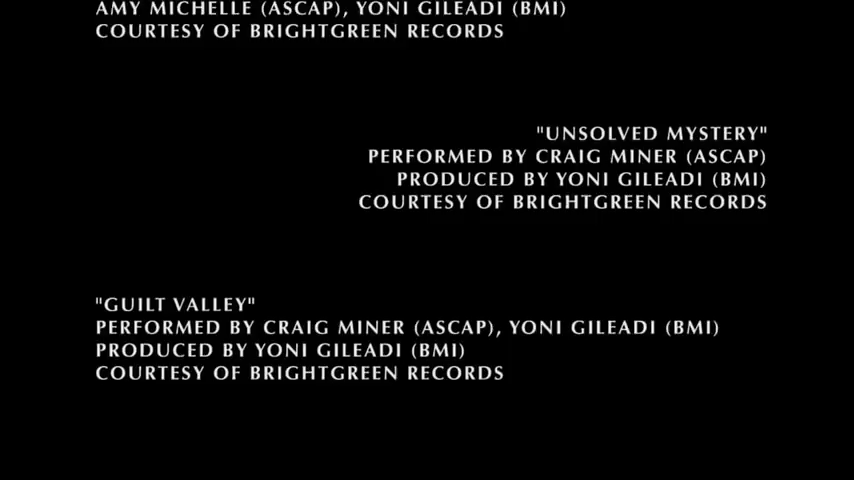 AMY MICHELLE (ASCAP), YONI GILEADI (BMI)
COURTESY OF BRIGHTGREEN RECORDS
"UNSOLVED MYSTERY"
PERFORMED BY CRAIG MINER (ASCAP)
PRODUCED BY YONI GILEADI (BMI)
COURTESY OF BRIGHTGREEN RECORDS
"GUILT VALLEY"
PERFORMED BY CRAIG MINER (ASCAP), YONI GILEADI (BMI)
PRODUCED BY YONI GILEADI (BMI)
COURTESY OF BRIGHTGREEN RECORDS